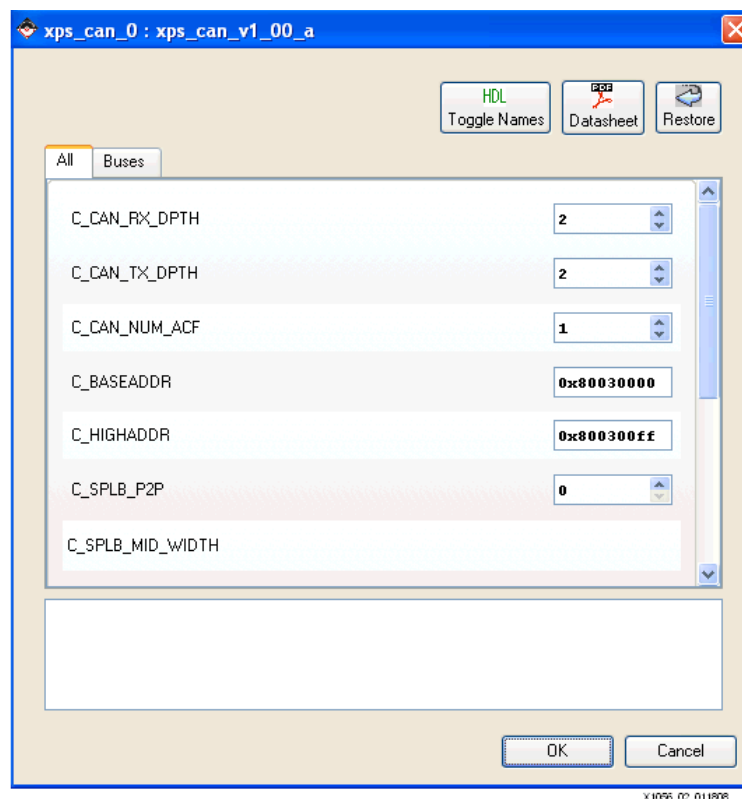 xps_can_0 : xps_can_v1_00_a
HDL
Toggle Names
PDF
Datasheet
Restore
All
Buses
C_CAN_RX_DPTH 2
C_CAN_TX_DPTH 2
C_CAN_NUM_ACF 1
C_BASEADDR 0x80030000
C_HIGHADDR 0x800300ff
C_SPLB_P2P 0
C_SPLB_MID_WIDTH
OK
Cancel
X1056_02_011808